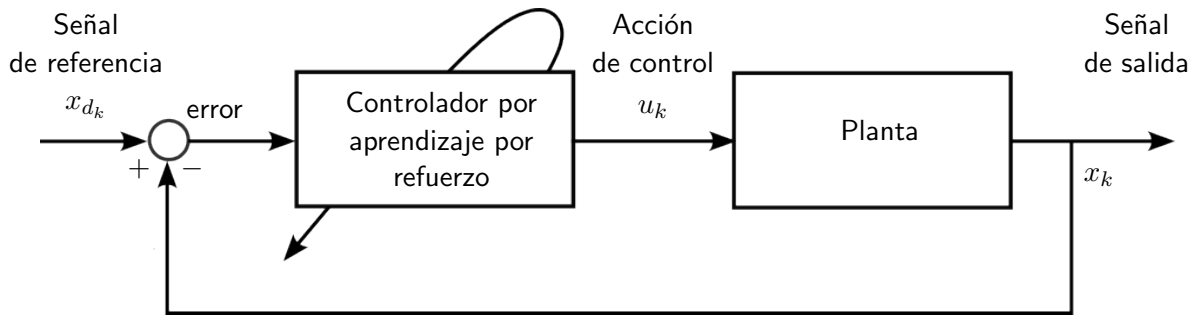 Señal
de referencia
x_{d_k}
error
+
−
Controlador por
aprendizaje por
refuerzo
Acción
de control
u_k
Planta
Señal
de salida
x_k